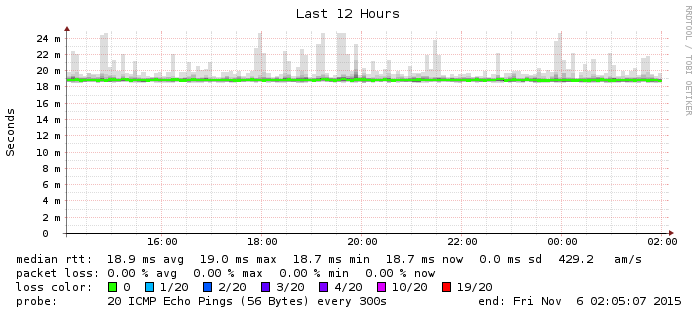 Last 12 Hours
RRDTOOL / TOBI OETIKER
Seconds
24 m
22 m
20 m
18 m
16 m
14 m
12 m
10 m
8 m
6 m
4 m
2 m
0
16:00 18:00 20:00 22:00 00:00 02:00
median rtt: 18.9 ms avg 19.0 ms max 18.7 ms min 18.7 ms now 0.0 ms sd 429.2 am/s
packet loss: 0.00 % avg 0.00 % max 0.00 % min 0.00 % now
loss color: 0 1/20 2/20 3/20 4/20 10/20 19/20
probe: 20 ICMP Echo Pings (56 Bytes) every 300s end: Fri Nov 6 02:05:07 2015